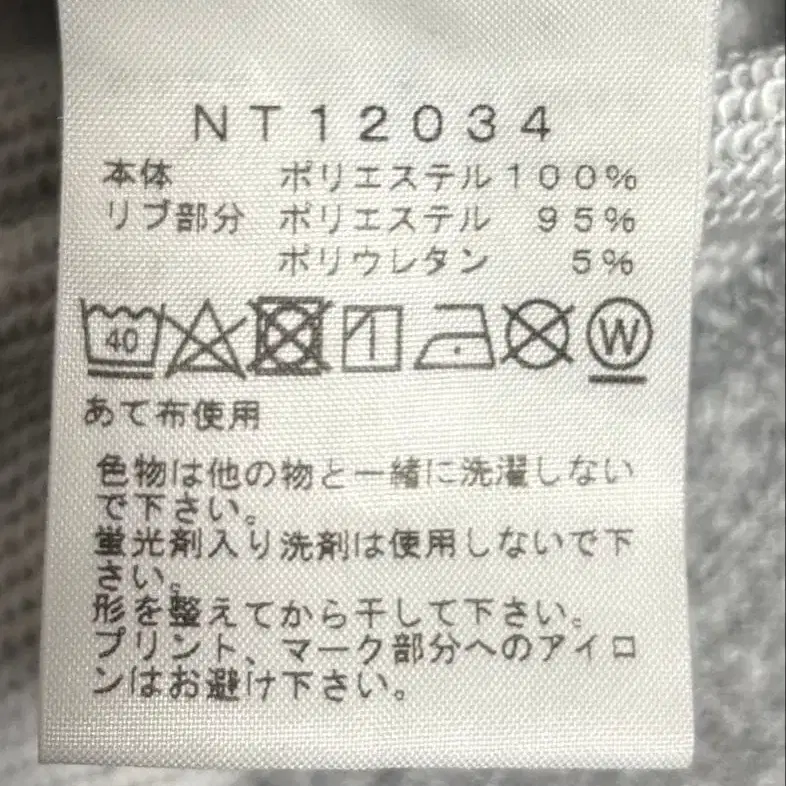 NT12034
本体 ポリエステル100%
リブ部分 ポリエステル 95%
ポリウレタン 5%
40 W
あて布使用
色物は他の物と一緒に洗濯しない
で下さい。
蛍光剤入り洗剤は使用しないで下
さい。
形を整えてから干して下さい。
プリント、マーク部分へのアイロ
ンはお避け下さい。